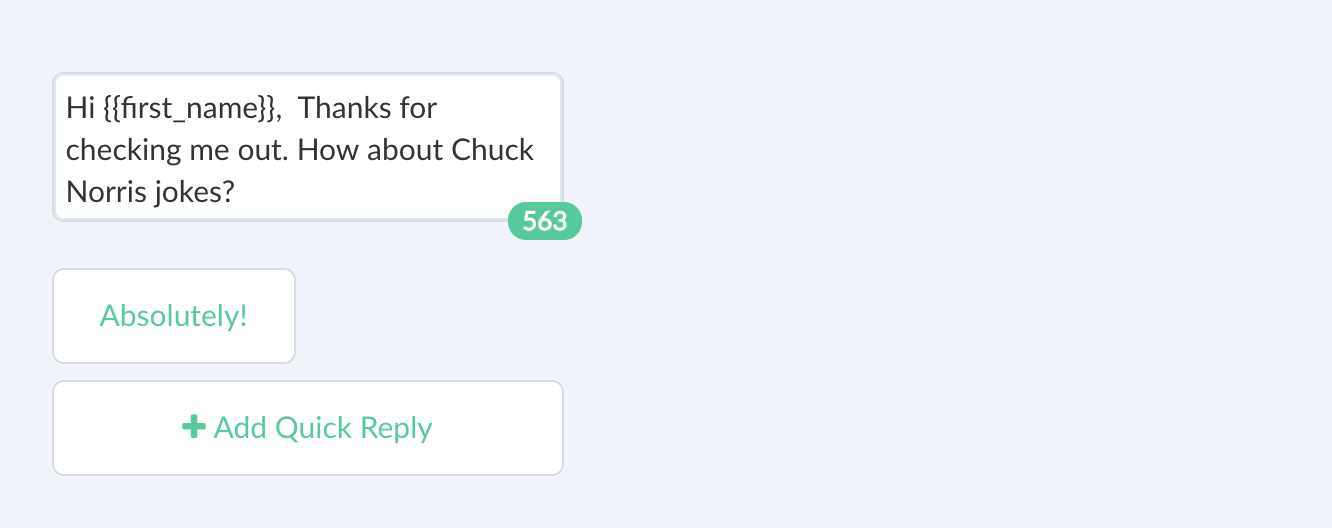 Hi {{first_name}},  Thanks for
checking me out. How about Chuck
Norris jokes?
563
Absolutely!
Add Quick Reply